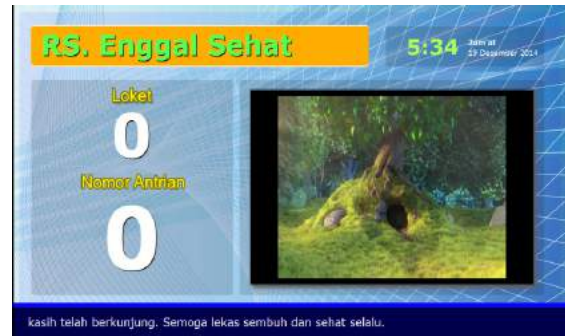 RS. Enggal Sehat
5:34
Jum'at
19 Desember 2014
Loket
0
Nomor Antrian
0
kasih telah berkunjung. Semoga lekas sembuh dan sehat selalu.